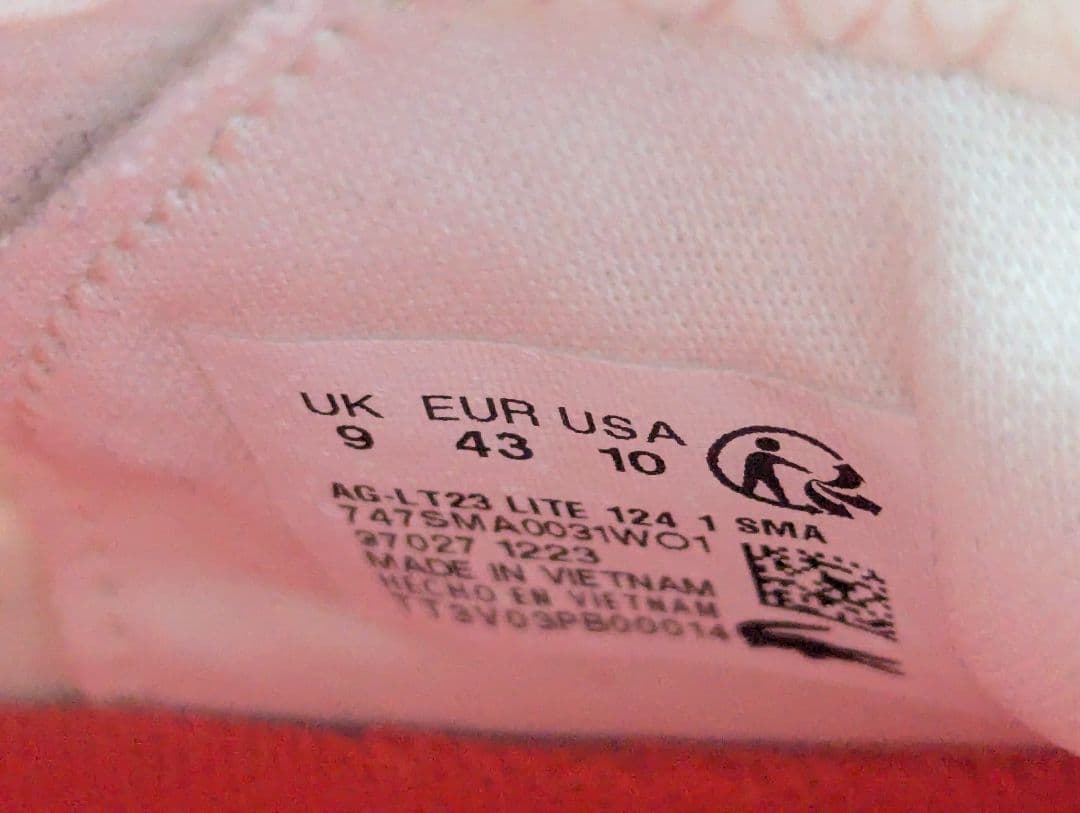 UK EUR USA
9 43 10
AG-LT23 LITE 124 1 SMA
747SMA0031W01
37027 1223
MADE IN VIETNAM
HECHO EN VIETNAM
TT3V03PB00014